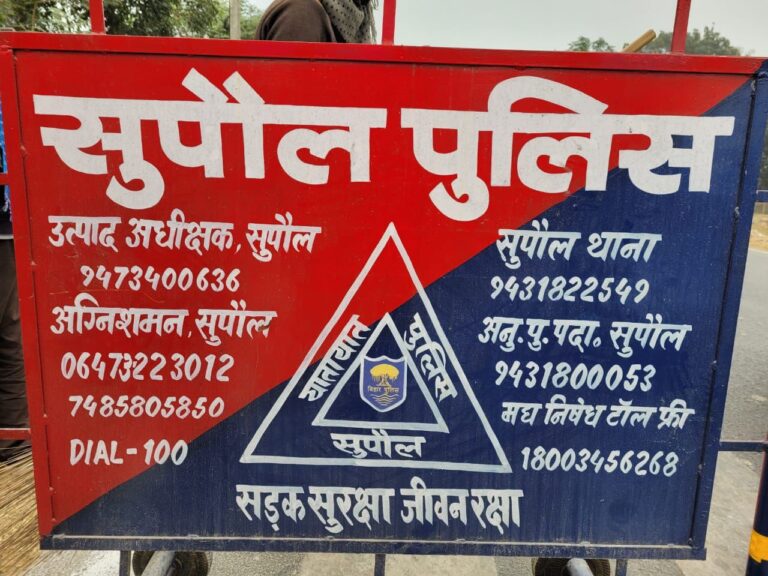 सुपौल पुलिस
उत्पाद अधीक्षक, सुपौल
9473400636
अग्निशमन, सुपौल
06473223012
7485805850
DIAL-100
सुपौल थाना
9431822549
अनु.पु.पदा. सुपौल
9431800053
मघ निषेध टॉल फ्री
18003456268
यातायात
पुलिस
सुपौल
बिहार पुलिस
सड़क सुरक्षा जीवन रक्षा